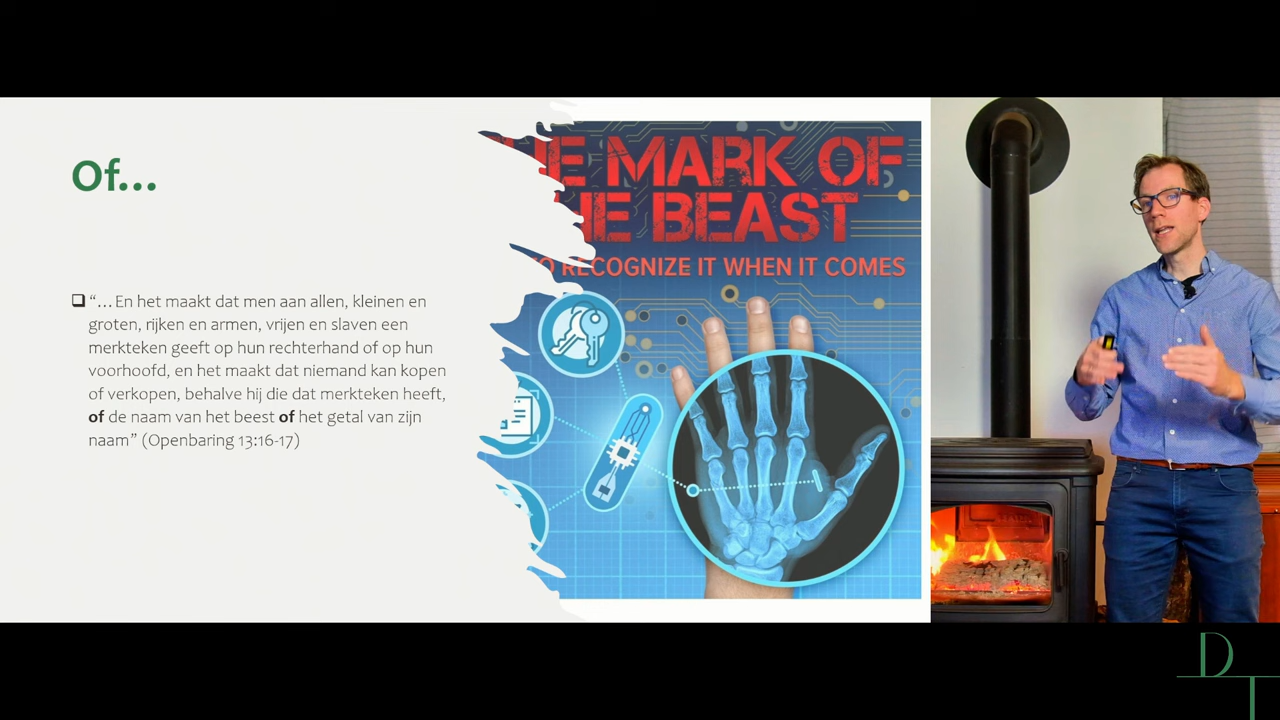 Of...
“…En het maakt dat men aan allen, kleinen en
groten, rijken en armen, vrijen en slaven een
merkteken geeft op hun rechterhand of op hun
voorhoofd, en het maakt dat niemand kan kopen
of verkopen, behalve hij die dat merkteken heeft,
of de naam van het beest of het getal van zijn
naam” (Openbaring 13:16-17)
MARK OF
BEAST
RECOGNIZE IT WHEN IT COMES
DT